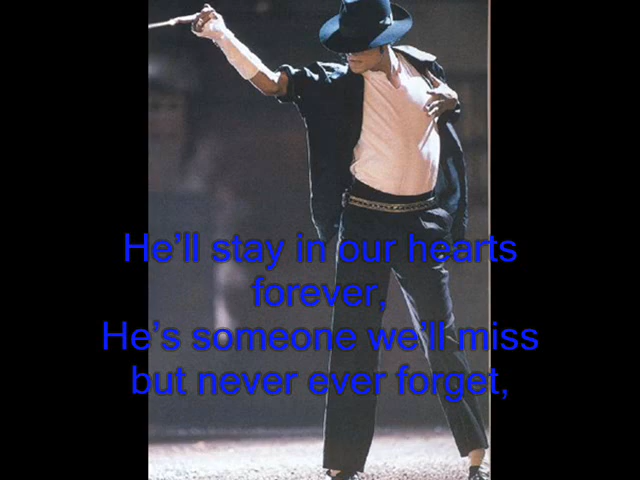 He'll stay in our hearts
forever,
He's someone we'll miss
but never ever forget,